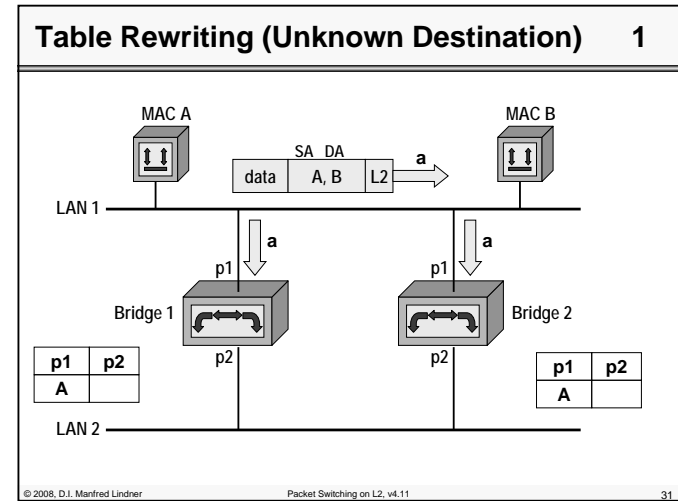 Table Rewriting (Unknown Destination) 1
MAC A
MAC B
SA DA
data A, B L2
a
LAN 1
a
a
p1
p1
Bridge 1
Bridge 2
p2
p2
p1 p2
A
p1 p2
A
LAN 2
© 2008, D.I. Manfred Lindner
Packet Switching on L2, v4.11
31